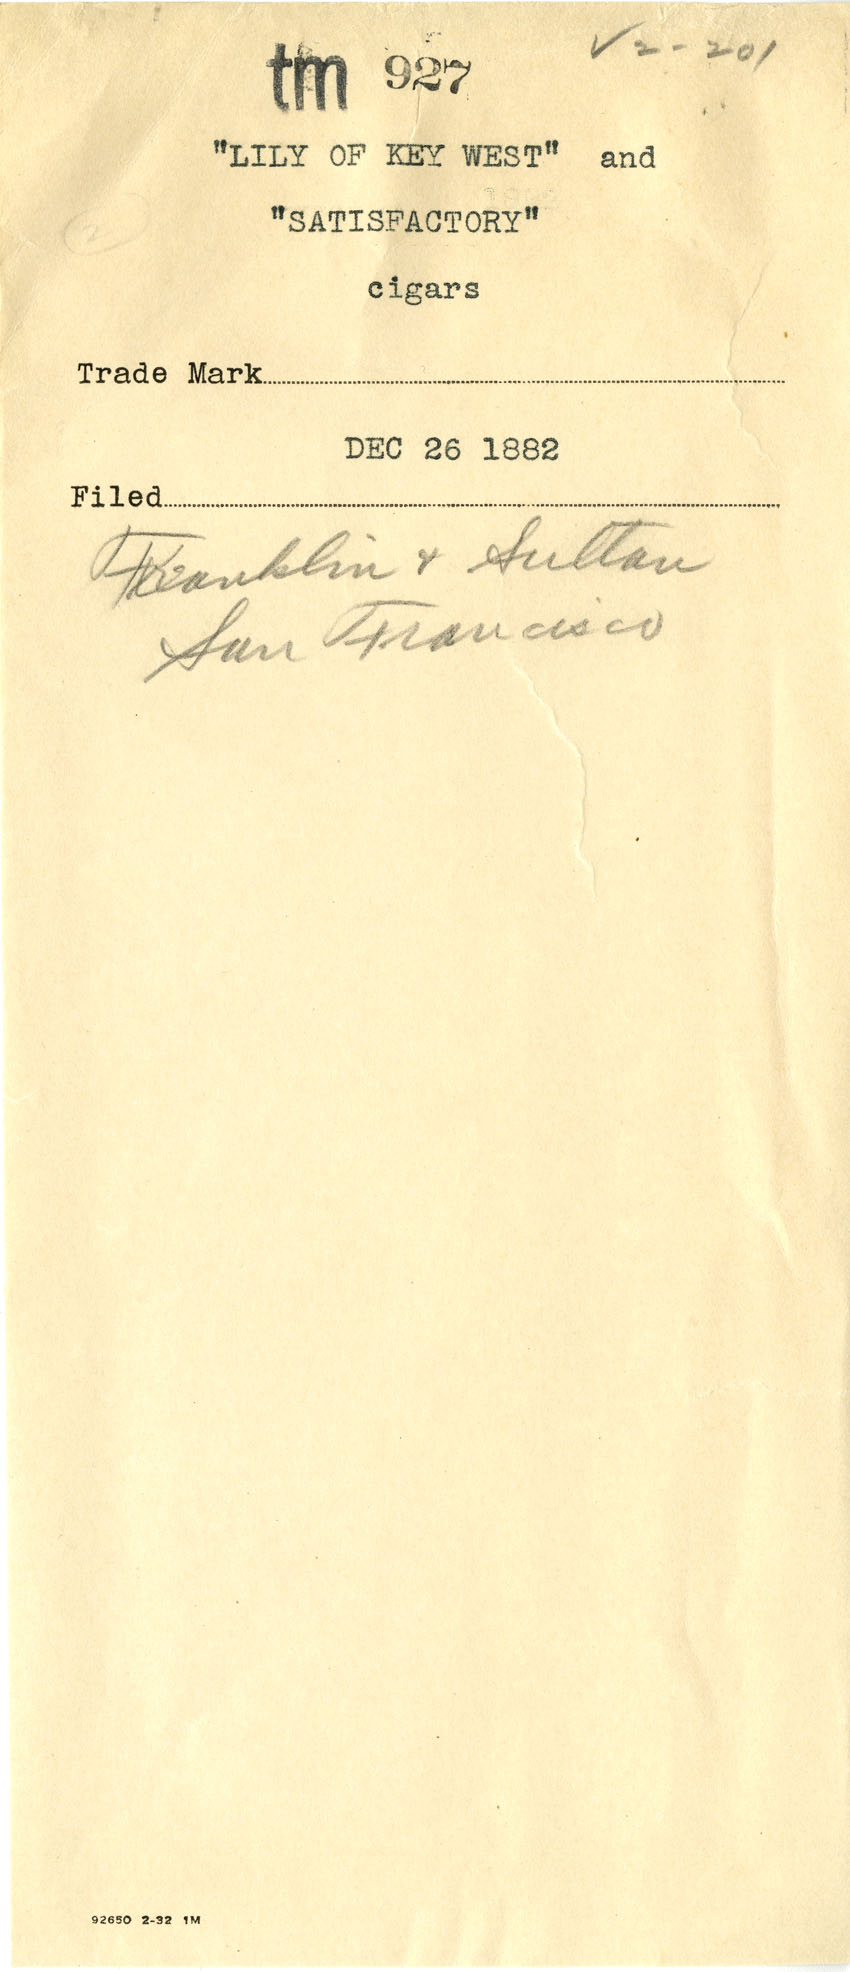 √ 2-201
tm 927
"LILY OF KEY WEST" and
"SATISFACTORY"
cigars
Trade Mark
DEC 26 1882
Filed
Franklin & Sultan
San Francisco
92650 2-32 1M